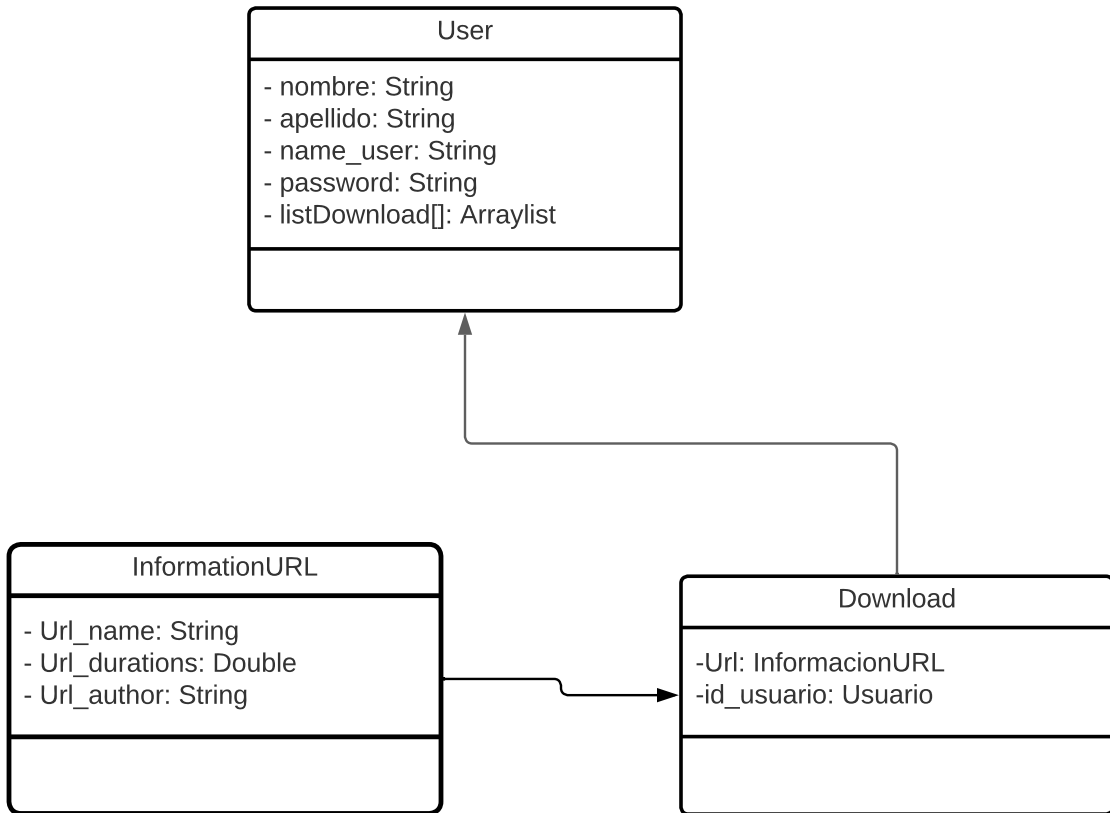 User
- nombre: String
- apellido: String
- name_user: String
- password: String
- listDownload[]: Arraylist
InformationURL
- Url_name: String
- Url_durations: Double
- Url_author: String
Download
-Url: InformacionURL
-id_usuario: Usuario